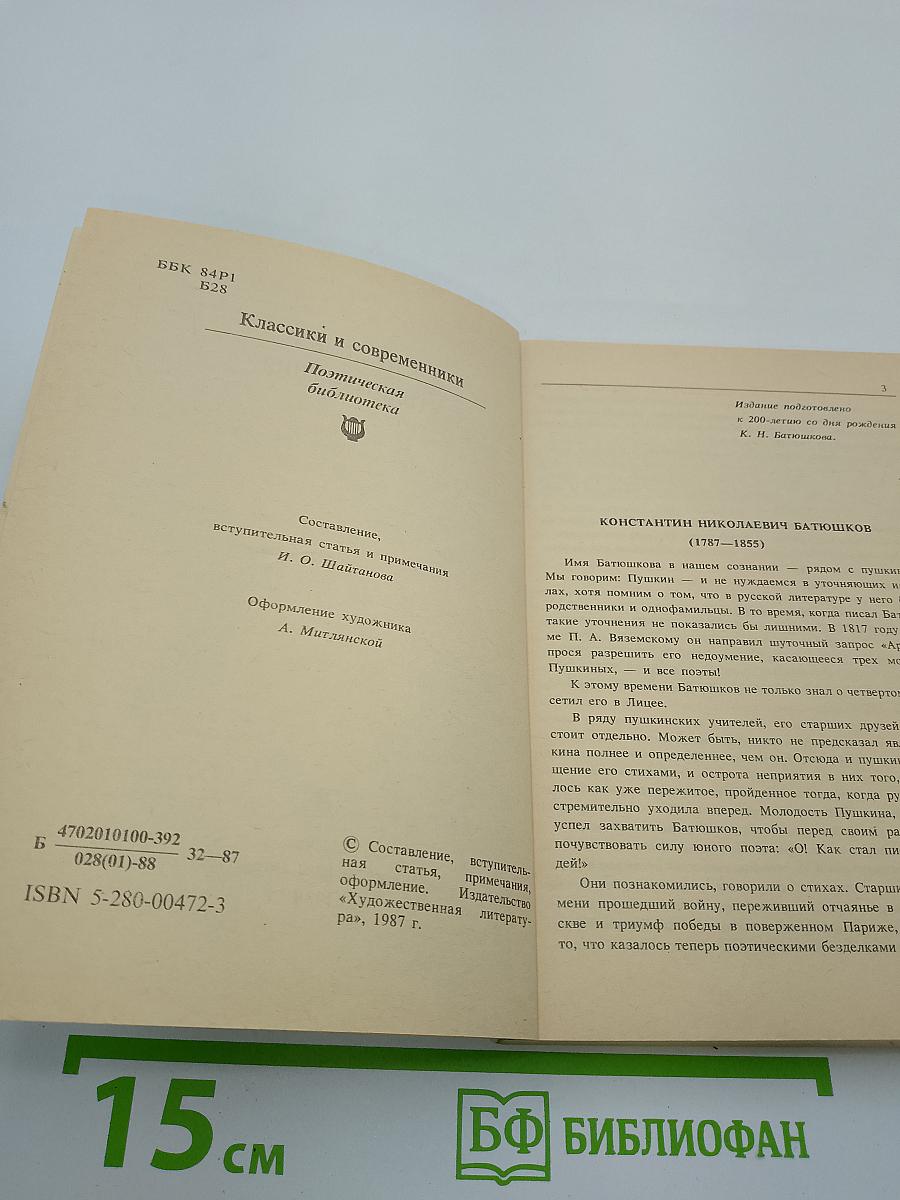 ББК 84Р1
Б28
Классики и современники
Поэтическая
библиотека
Составление,
вступительная статья и примечания
И. О. Шайтанова
Оформление художника
А. Митлянской
Б 4702010100-392
028(01)-88
32—87
ISBN 5-280-00472-3
© Составление, вступитель-
ная статья, примечания,
оформление. Издательство
«Художественная литерату-
ра», 1987 г.
3
Издание подготовлено
к 200-летию со дня рождения
К. Н. Батюшкова.
КОНСТАНТИН НИКОЛАЕВИЧ БАТЮШКОВ
(1787—1855)
Имя Батюшкова в нашем сознании — рядом с пушкин
Мы говорим: Пушкин — и не нуждаемся в уточняющих и
лах, хотя помним о том, что в русской литературе у него б
родственники и однофамильцы. В то время, когда писал Бат
такие уточнения не показались бы лишними. В 1817 году
ме П. А. Вяземскому он направил шуточный запрос «Ар
прося разрешить его недоумение, касающееся трех мо
Пушкиных, — и все поэты!
К этому времени Батюшков не только знал о четвертом
сетил его в Лицее.
В ряду пушкинских учителей, его старших друзей
стоит отдельно. Может быть, никто не предсказал яв
кина полнее и определеннее, чем он. Отсюда и пушки
щение его стихами, и острота неприятия в них того,
лось как уже пережитое, пройденное тогда, когда ру
стремительно уходила вперед. Молодость Пушкина,
успел захватить Батюшков, чтобы перед своим ра
почувствовать силу юного поэта: «О! Как стал пи
дей!»
Они познакомились, говорили о стихах. Старши
мени прошедший войну, переживший отчаянье в
скве и триумф победы в поверженном Париже,
то, что казалось теперь поэтическими безделками
15 см
БФ БИБЛИОФАН